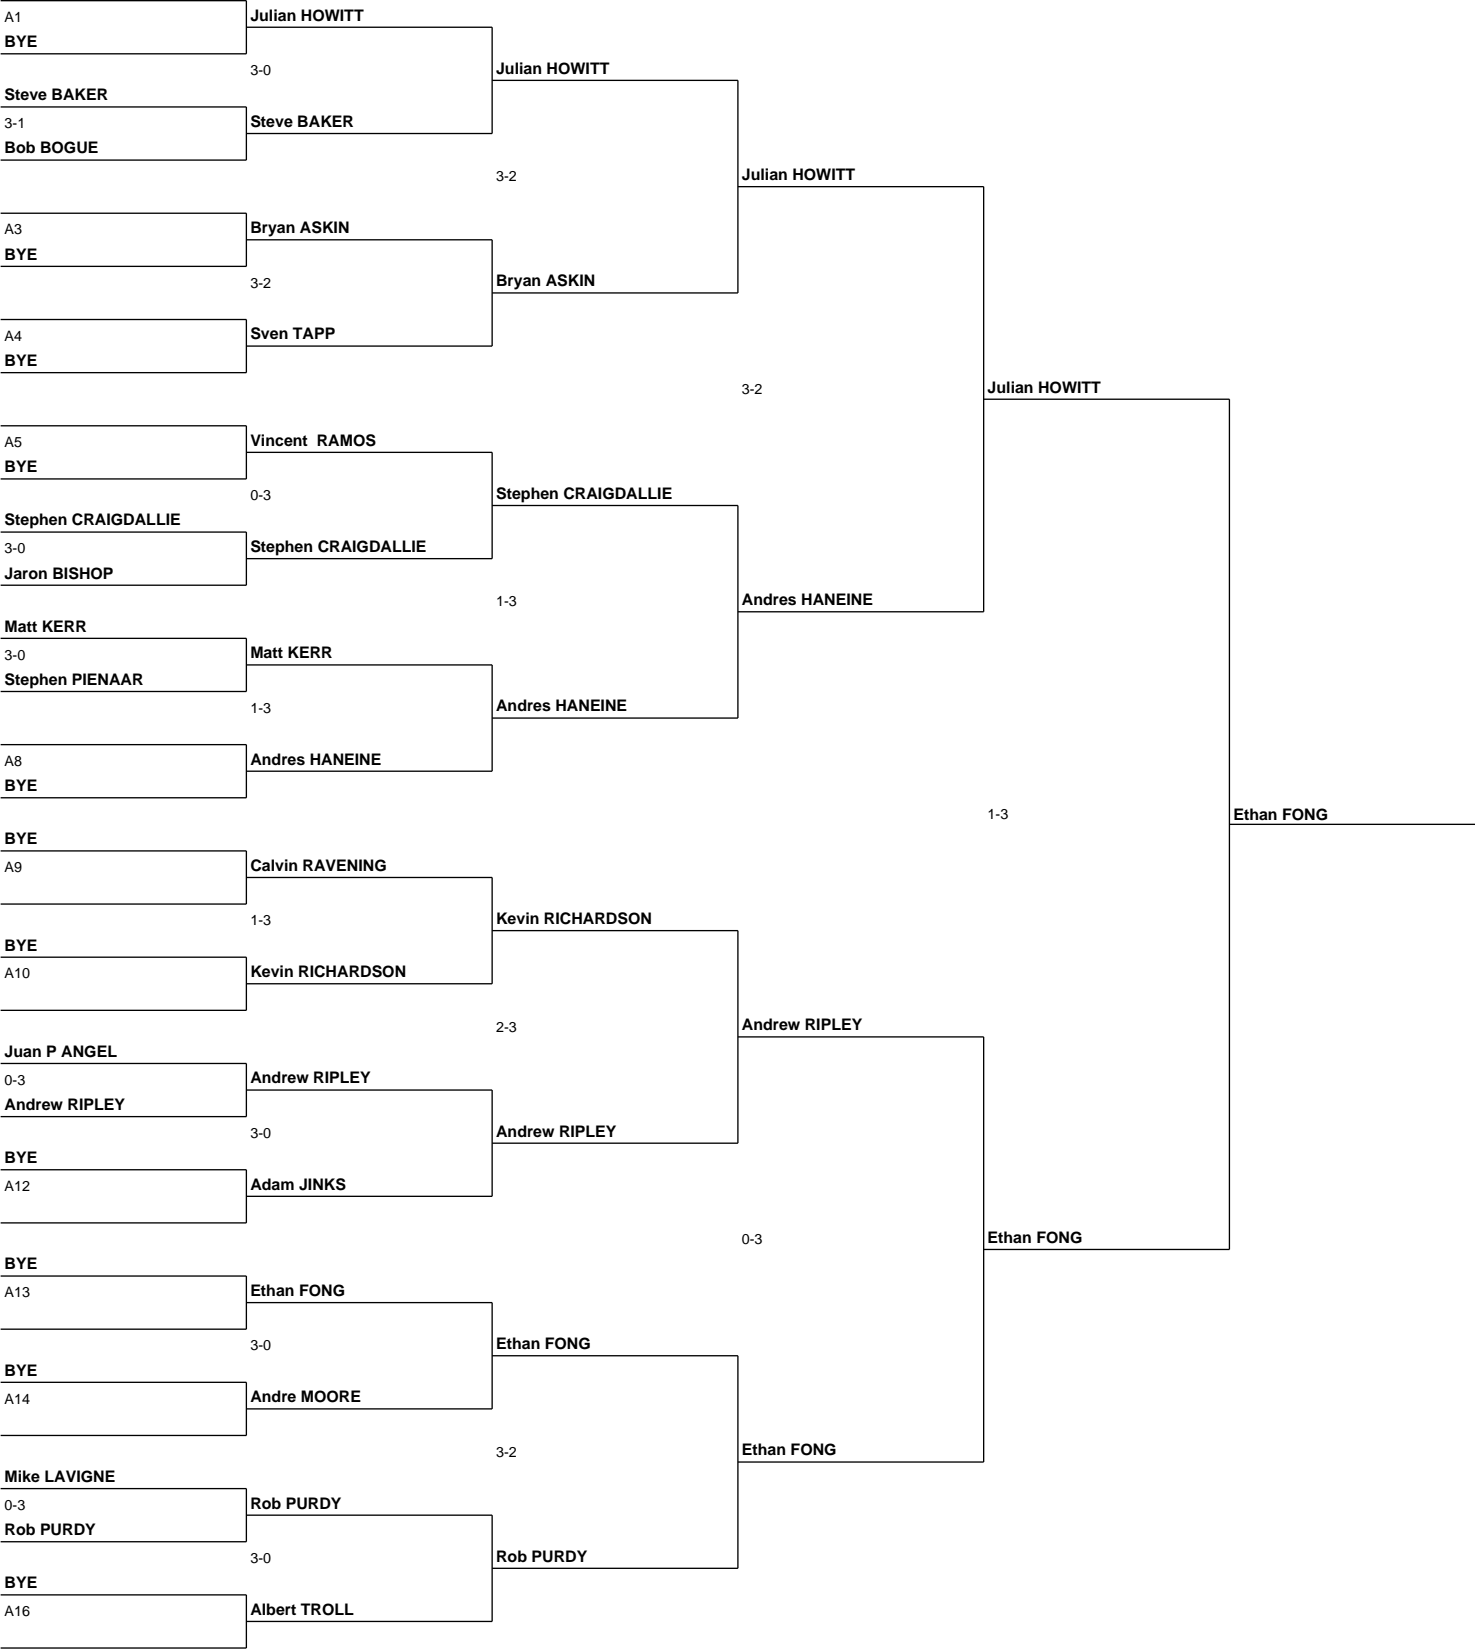 A1
BYE
Julian HOWITT
3-0
Steve BAKER
3-1
Bob BOGUE
Steve BAKER
Julian HOWITT
3-2
A3
BYE
Bryan ASKIN
3-2
A4
BYE
Sven TAPP
Bryan ASKIN
Julian HOWITT
3-2
A5
BYE
Vincent  RAMOS
0-3
Stephen CRAIGDALLIE
3-0
Jaron BISHOP
Stephen CRAIGDALLIE
Stephen CRAIGDALLIE
1-3
Matt KERR
3-0
Stephen PIENAAR
Matt KERR
1-3
A8
BYE
Andres HANEINE
Andres HANEINE
Andres HANEINE
Julian HOWITT
1-3
Ethan FONG
BYE
A9
Calvin RAVENING
1-3
BYE
A10
Kevin RICHARDSON
Kevin RICHARDSON
2-3
Juan P ANGEL
0-3
Andrew RIPLEY
Andrew RIPLEY
3-0
BYE
A12
Adam JINKS
Andrew RIPLEY
Andrew RIPLEY
0-3
BYE
A13
Ethan FONG
3-0
BYE
A14
Andre MOORE
Ethan FONG
3-2
Mike LAVIGNE
0-3
Rob PURDY
Rob PURDY
3-0
BYE
A16
Albert TROLL
Rob PURDY
Ethan FONG
Ethan FONG